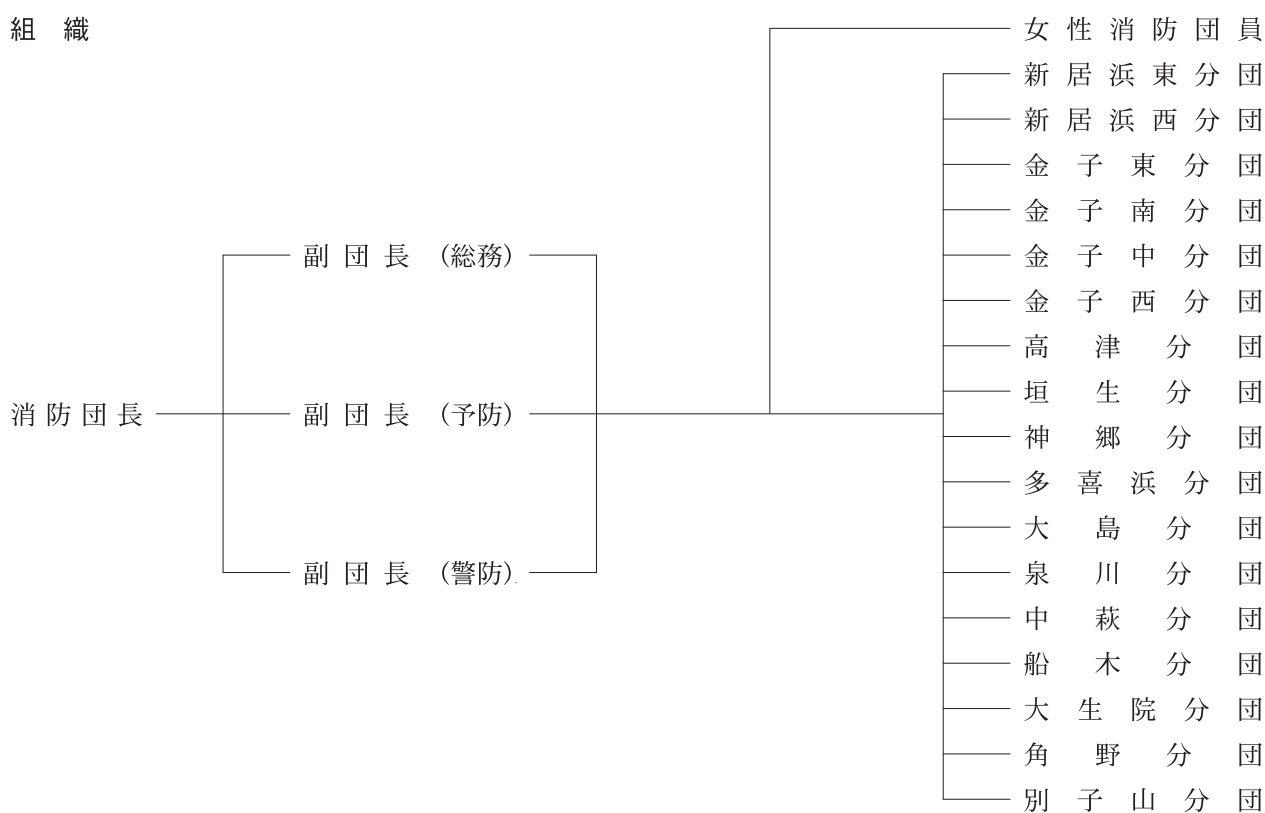 組織
女性消防団員
新居浜東分団
新居浜西分団
金子東分団
金子南分団
副団長（総務）
金子中分団
金子西分団
高津分団
垣生分団
消防団長
副団長（予防）
神郷分団
多喜浜分団
大島分団
副団長（警防）
泉川分団
中萩分団
船木分団
大生院分団
角野分団
別子山分団